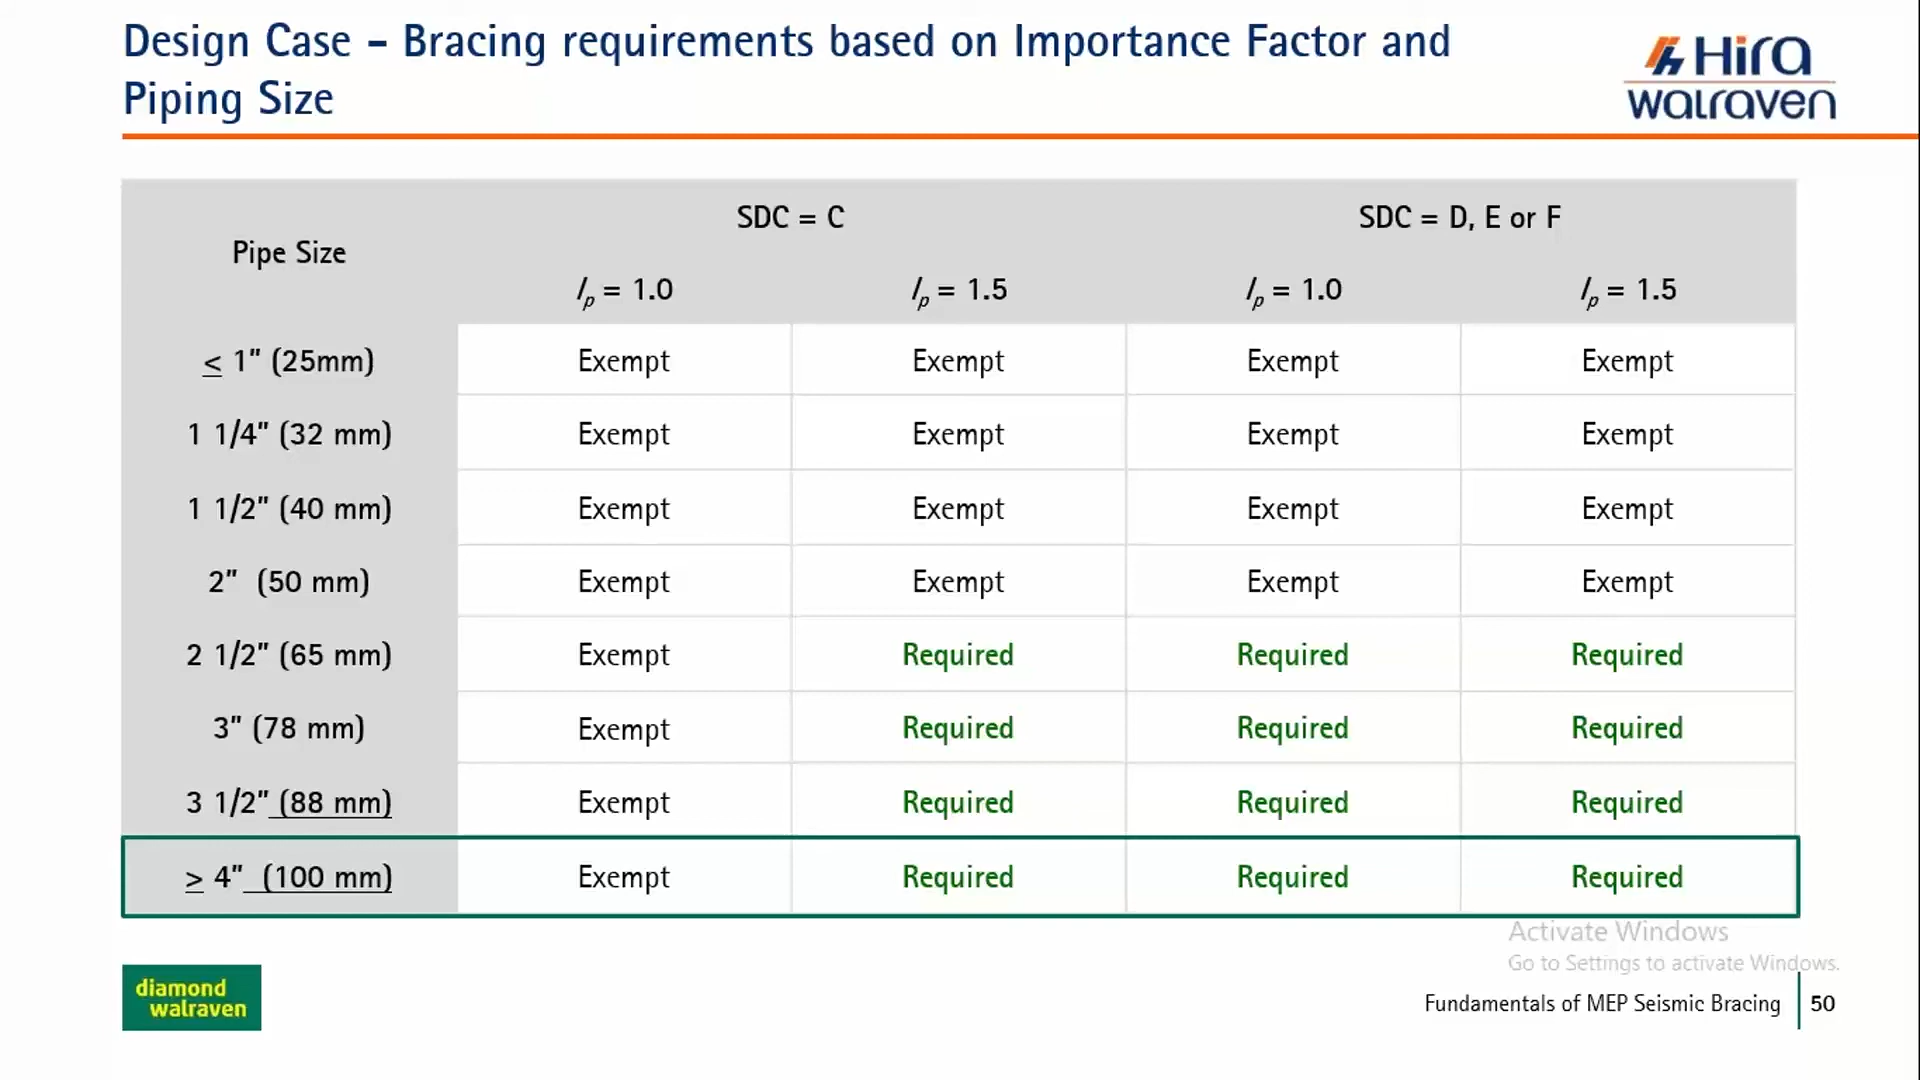 Design Case – Bracing requirements based on Importance Factor and
Piping Size
Hira
walraven
Pipe Size
SDC = C
SDC = D, E or F
Ip = 1.0
Ip = 1.5
Ip = 1.0
Ip = 1.5
≤ 1" (25mm) Exempt Exempt Exempt Exempt
1 1/4" (32 mm) Exempt Exempt Exempt Exempt
1 1/2" (40 mm) Exempt Exempt Exempt Exempt
2" (50 mm) Exempt Exempt Exempt Exempt
2 1/2" (65 mm) Exempt Required Required Required
3" (78 mm) Exempt Required Required Required
3 1/2" (88 mm) Exempt Required Required Required
≥ 4" (100 mm) Exempt Required Required Required
Activate Windows
Go to Settings to activate Windows.
diamond
walraven
Fundamentals of MEP Seismic Bracing 50